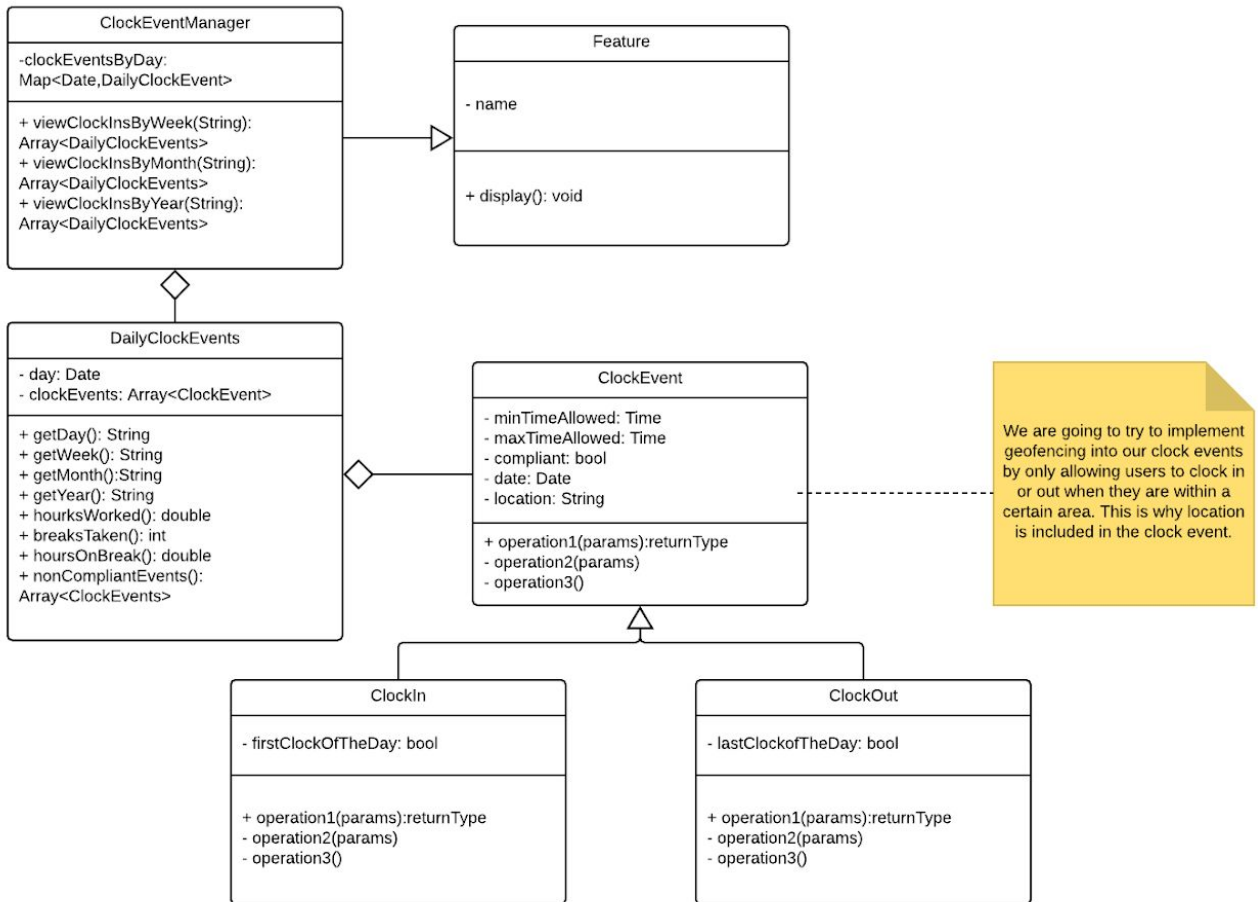 ClockEventManager
-clockEventsByDay:
Map<Date,DailyClockEvent>
+ viewClockInsByWeek(String):
Array<DailyClockEvents>
+ viewClockInsByMonth(String):
Array<DailyClockEvents>
+ viewClockInsByYear(String):
Array<DailyClockEvents>
Feature
- name
+ display(): void
DailyClockEvents
- day: Date
- clockEvents: Array<ClockEvent>
+ getDay(): String
+ getWeek(): String
+ getMonth():String
+ getYear(): String
+ hourksWorked(): double
+ breaksTaken(): int
+ hoursOnBreak(): double
+ nonCompliantEvents():
Array<ClockEvents>
ClockEvent
- minTimeAllowed: Time
- maxTimeAllowed: Time
- compliant: bool
- date: Date
- location: String
+ operation1(params):returnType
- operation2(params)
- operation3()
We are going to try to implement
geofencing into our clock events
by only allowing users to clock in
or out when they are within a
certain area. This is why location
is included in the clock event.
ClockIn
- firstClockOfTheDay: bool
+ operation1(params):returnType
- operation2(params)
- operation3()
ClockOut
- lastClockofTheDay: bool
+ operation1(params):returnType
- operation2(params)
- operation3()